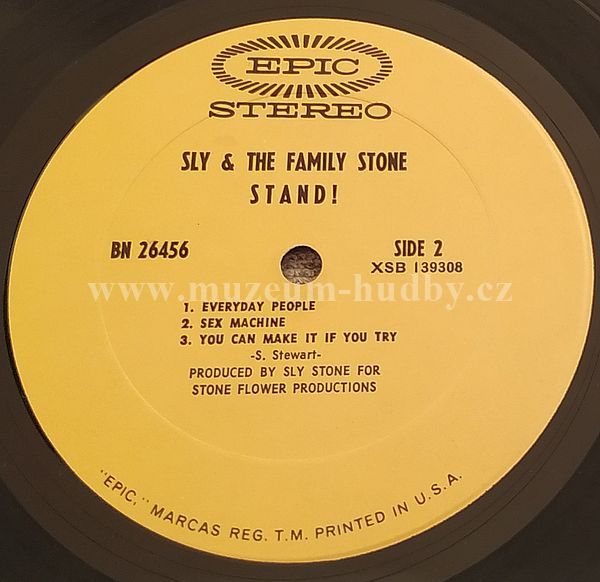 EPIC
STEREO
SLY & THE FAMILY STONE
STAND!
BN 26456
SIDE 2
XSB 139308
www.muzeum-hudby.cz
1. EVERYDAY PEOPLE
2. SEX MACHINE
3. YOU CAN MAKE IT IF YOU TRY
-S. Stewart-
PRODUCED BY SLY STONE FOR
STONE FLOWER PRODUCTIONS
"EPIC," MARCAS REG. T.M. PRINTED IN U.S.A.